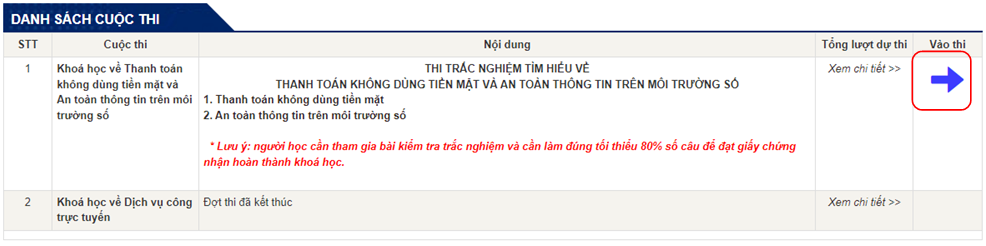 DANH SÁCH CUỘC THI
STT Cuộc thi Nội dung Tổng lượt dự thi Vào thi
1 Khoá học về Thanh toán không dùng tiền mặt và An toàn thông tin trên môi trường số
THI TRẮC NGHIỆM TÌM HIỂU VỀ
THANH TOÁN KHÔNG DÙNG TIỀN MẶT VÀ AN TOÀN THÔNG TIN TRÊN MÔI TRƯỜNG SỐ
1. Thanh toán không dùng tiền mặt
2. An toàn thông tin trên môi trường số
* Lưu ý: người học cần tham gia bài kiểm tra trắc nghiệm và cần làm đúng tối thiểu 80% số câu để đạt giấy chứng
nhận hoàn thành khoá học.
Xem chi tiết >>
2 Khoá học về Dịch vụ công trực tuyến
Đợt thi đã kết thúc
Xem chi tiết >>